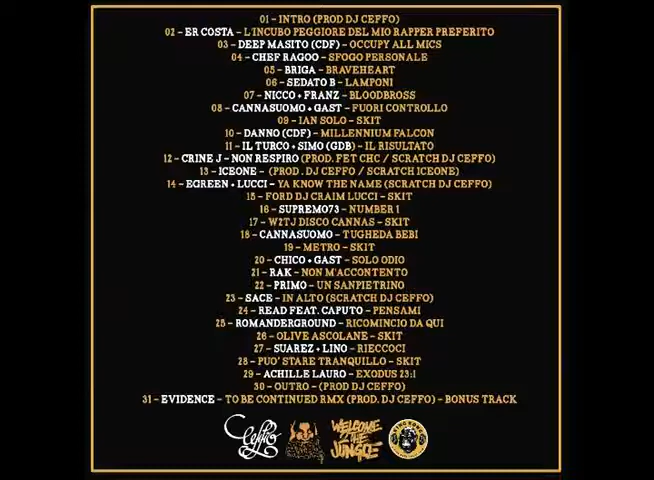 01 – INTRO (PROD DJ CEFFO)
02 – ER COSTA – L'INCUBO PEGGIORE DEL MIO RAPPER PREFERITO
03 – DEEP MASITO (CDF) – OCCUPY ALL MICS
04 – CHEF RAGOO – SFOGO PERSONALE
05 – BRIGA – BRAVEHEART
06 – SEDATO B – LAMPONI
07 – NICCO + FRANZ – BLOODBROSS
08 – CANNASUOMO + GAST – FUORI CONTROLLO
09 – IAN SOLO – SKIT
10 – DANNO (CDF) – MILLENNIUM FALCON
11 – IL TURCO + SIMO (GDB) – IL RISULTATO
12 – CRINE J – NON RESPIRO (PROD. FET CHC / SCRATCH DJ CEFFO)
13 – ICEONE – (PROD . DJ CEFFO / SCRATCH ICEONE)
14 – EGREEN + LUCCI – YA KNOW THE NAME (SCRATCH DJ CEFFO)
15 – FORD DJ CRAIM LUCCI – SKIT
16 – SUPREMO73 – NUMBER 1
17 – W2TJ DISCO CANNAS – SKIT
18 – CANNASUOMO – TUGHEDA BEBI
19 – METRO – SKIT
20 – CHICO + GAST – SOLO ODIO
21 – RAK – NON M'ACCONTENTO
22 – PRIMO – UN SANPIETRINO
23 – SACE – IN ALTO (SCRATCH DJ CEFFO)
24 – READ FEAT. CAPUTO – PENSAMI
25 – ROMANDERGROUND – RICOMINCIO DA QUI
26 – OLIVE ASCOLANE – SKIT
27 – SUAREZ + LINO – RIECCOCI
28 – PUO' STARE TRANQUILLO – SKIT
29 – ACHILLE LAURO – EXODUS 23:1
30 – OUTRO – (PROD DJ CEFFO)
31 – EVIDENCE – TO BE CONTINUED RMX (PROD. DJ CEFFO) – BONUS TRACK
Ceffo
WELCOME 2 THE JUNGLE